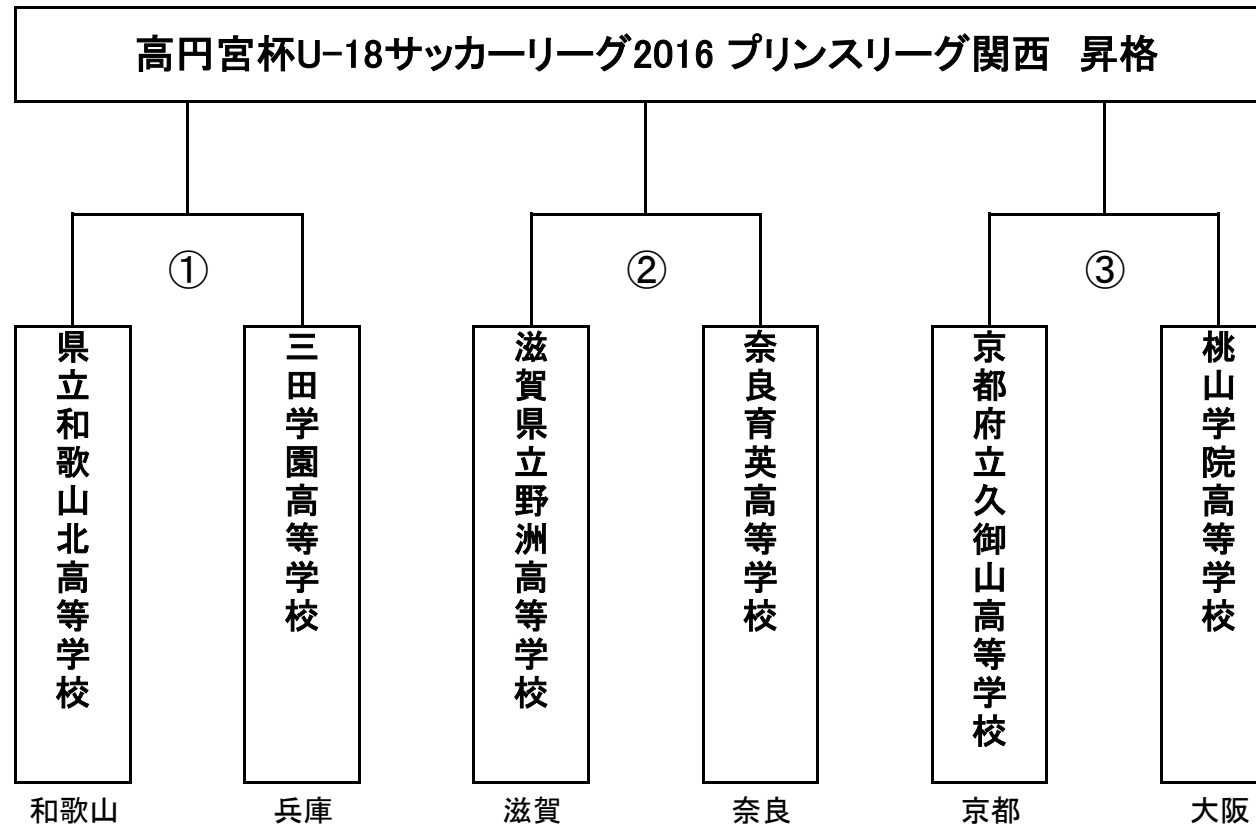 高円宮杯U-18サッカーリーグ2016 プリンスリーグ関西　昇格
①
②
③
県立和歌山北高等学校
三田学園高等学校
滋賀県立野洲高等学校
奈良育英高等学校
京都府立久御山高等学校
桃山学院高等学校
和歌山
兵庫
滋賀
奈良
京都
大阪